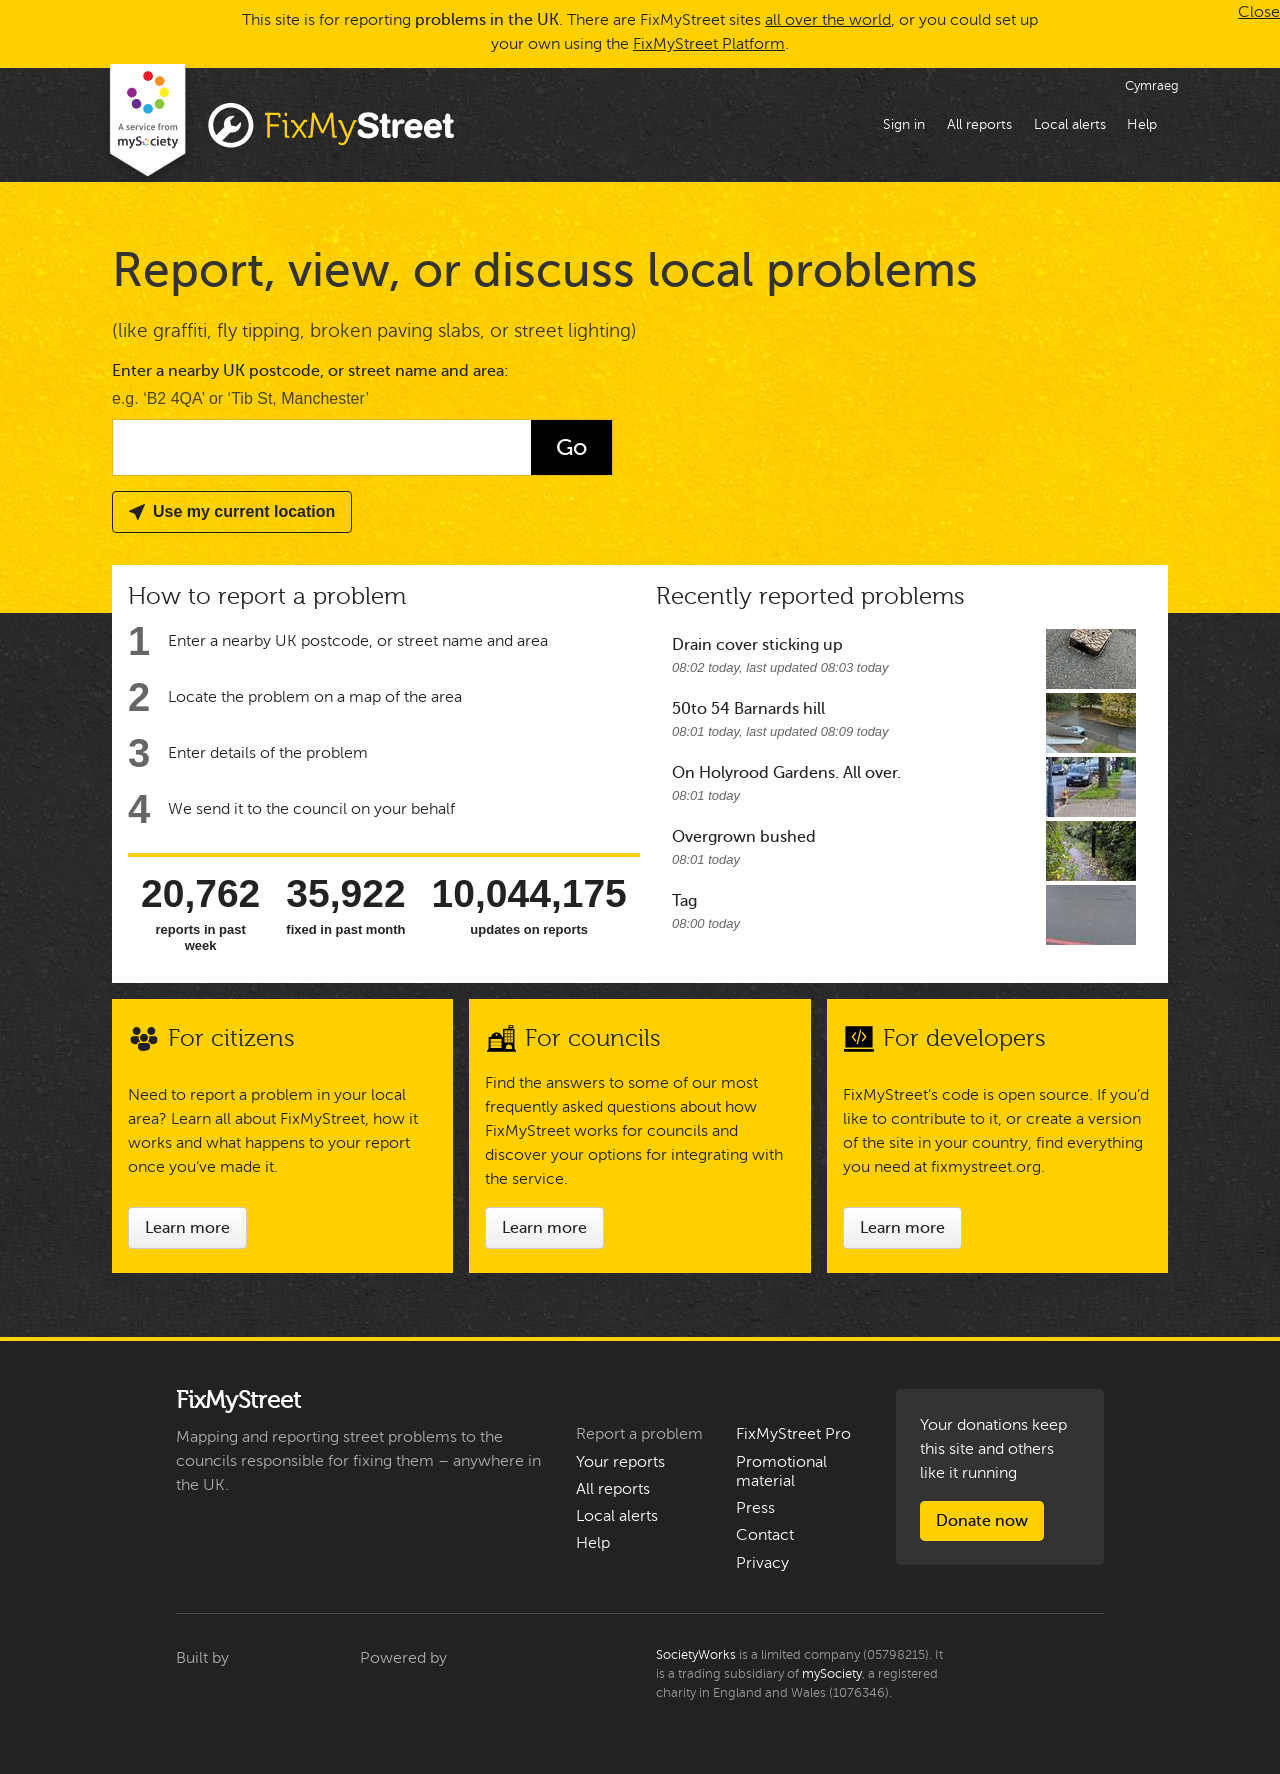 This site is for reporting problems in the UK. There are FixMyStreet sites all over the world, or you could set up
your own using the FixMyStreet Platform.
Close
Cymraeg
A service from
mySociety
FixMyStreet
Sign in
All reports
Local alerts
Help
Report, view, or discuss local problems
(like graffiti, fly tipping, broken paving slabs, or street lighting)
Enter a nearby UK postcode, or street name and area:
e.g. ‘B2 4QA’ or ‘Tib St, Manchester’
Go
Use my current location
How to report a problem
1 Enter a nearby UK postcode, or street name and area
2 Locate the problem on a map of the area
3 Enter details of the problem
4 We send it to the council on your behalf
20,762
reports in past
week
35,922
fixed in past month
10,044,175
updates on reports
Recently reported problems
Drain cover sticking up
08:02 today, last updated 08:03 today
50to 54 Barnards hill
08:01 today, last updated 08:09 today
On Holyrood Gardens. All over.
08:01 today
Overgrown bushed
08:01 today
Tag
08:00 today
For citizens
Need to report a problem in your local
area? Learn all about FixMyStreet, how it
works and what happens to your report
once you’ve made it.
Learn more
For councils
Find the answers to some of our most
frequently asked questions about how
FixMyStreet works for councils and
discover your options for integrating with
the service.
Learn more
For developers
FixMyStreet’s code is open source. If you’d
like to contribute to it, or create a version
of the site in your country, find everything
you need at fixmystreet.org.
Learn more
FixMyStreet
Mapping and reporting street problems to the
councils responsible for fixing them – anywhere in
the UK.
Report a problem
Your reports
All reports
Local alerts
Help
FixMyStreet Pro
Promotional
material
Press
Contact
Privacy
Your donations keep
this site and others
like it running
Donate now
Built by
Powered by
SocietyWorks is a limited company (05798215). It
is a trading subsidiary of mySociety, a registered
charity in England and Wales (1076346).